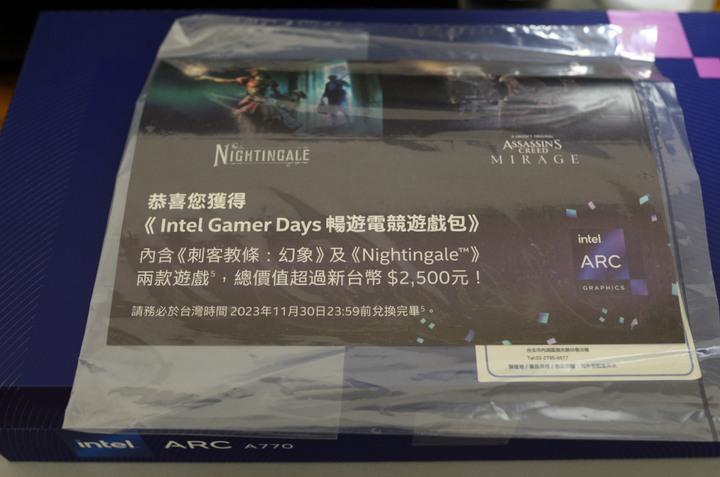 NIGHTINGALE
A UBISOFT ORIGINAL
ASSASSIN'S
CREED
MIRAGE
恭喜您獲得
《 Intel Gamer Days 暢遊電競遊戲包》
內含《刺客教條：幻象》及《Nightingale™》
兩款遊戲⁵，總價值超過新台幣 $2,500元！
請務必於台灣時間 2023年11月30日23:59前兌換完畢⁵。
intel
ARC
GRAPHICS
intel ARC A770